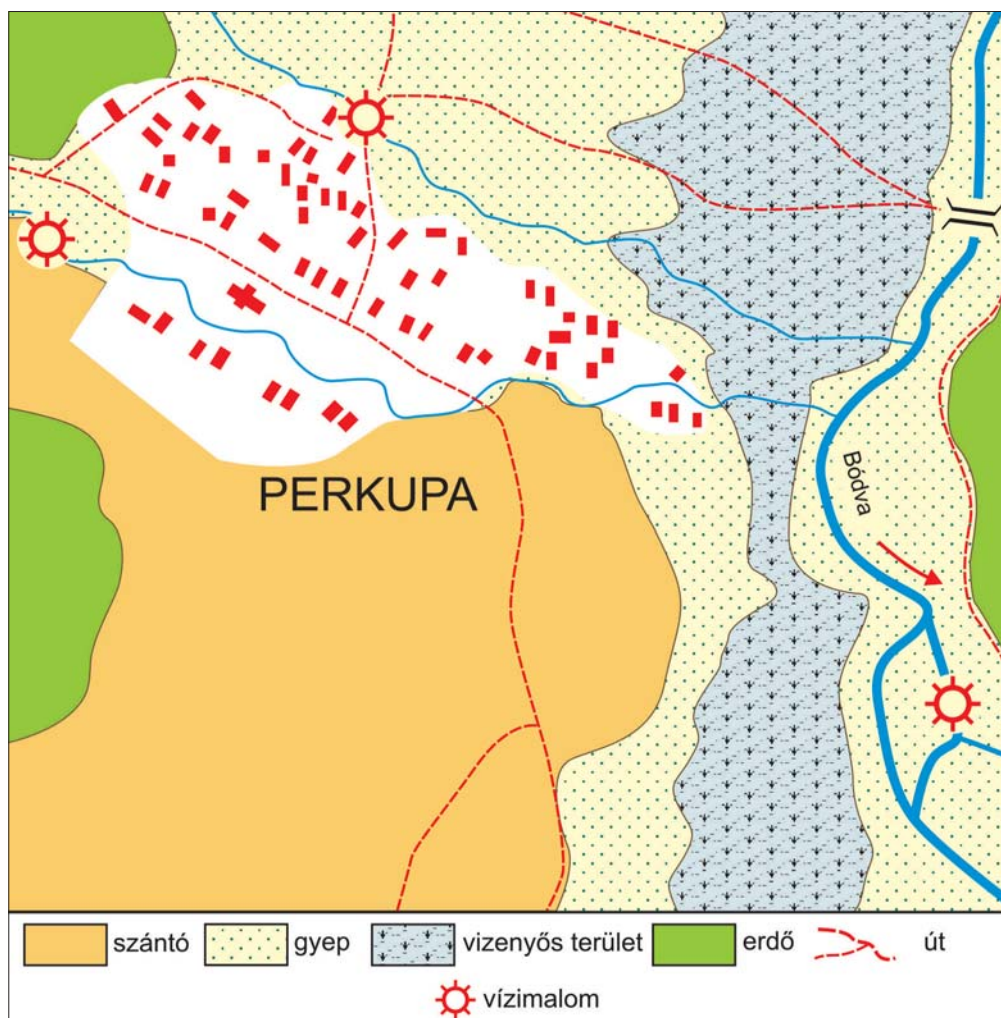 PERKUPA
Bódva
szántó
gyep
vizenyős terület
erdő
út
vízimalom